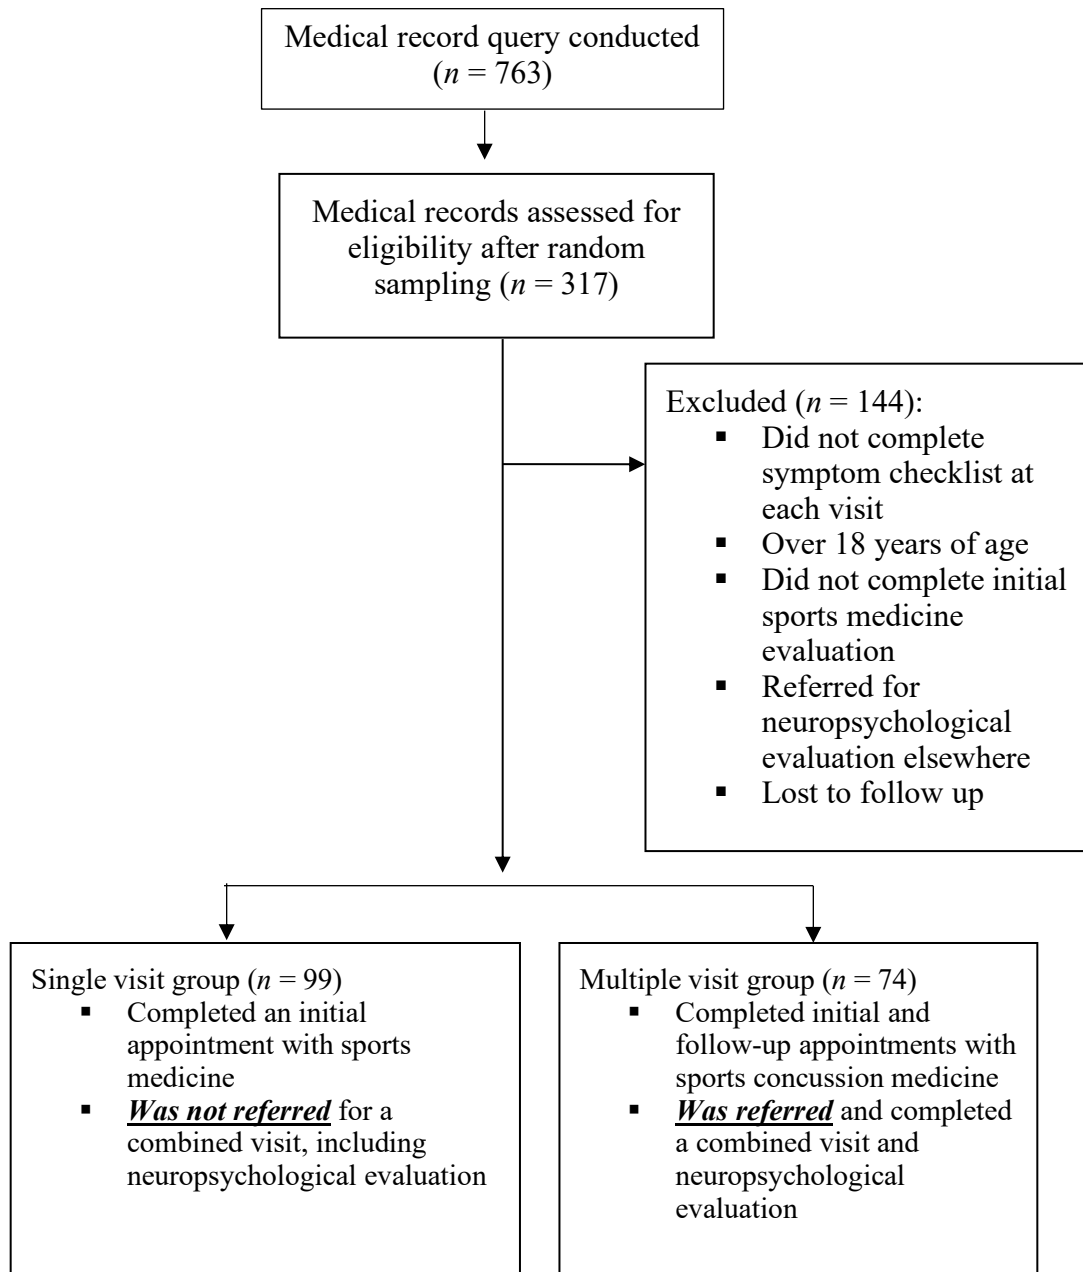 Medical record query conducted
(n = 763)
Medical records assessed for
eligibility after random
sampling (n = 317)
Excluded (n = 144):
▪ Did not complete
symptom checklist at
each visit
▪ Over 18 years of age
▪ Did not complete initial
sports medicine
evaluation
▪ Referred for
neuropsychological
evaluation elsewhere
▪ Lost to follow up
Single visit group (n = 99)
▪ Completed an initial
appointment with sports
medicine
▪ Was not referred for a
combined visit, including
neuropsychological evaluation
Multiple visit group (n = 74)
▪ Completed initial and
follow-up appointments with
sports concussion medicine
▪ Was referred and completed
a combined visit and
neuropsychological
evaluation